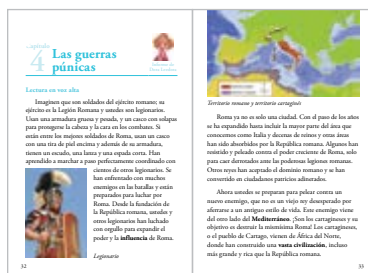 Capítulo
4
Las guerras
púnicas
Lectura en voz alta
Imaginen que son soldados del ejército romano; su
ejército es la Legión Romana y ustedes son legionarios.
Usan una armadura gruesa y pesada, y un casco con solapas
para protegerse la cabeza y la cara en los combates. Si
están entre los mejores soldados de Roma, usan un casco
con una tira de piel encima y además de su armadura,
tienen un escudo, una lanza y una espada corta. Han
aprendido a marchar a paso perfectamente coordinado con
cientos de otros legionarios. Se
han enfrentado con muchos
enemigos en las batallas y están
preparados para luchar por
Roma. Desde la fundación de
la República romana, ustedes y
otros legionarios han luchado
con orgullo para expandir el
poder y la influencia de Roma.
Legionario
32
Territorio romano y territorio cartaginés
Roma ya no es solo una ciudad. Con el paso de los años
se ha expandido hasta incluir la mayor parte del área que
conocemos como Italia y decenas de reinos y otras áreas
han sido absorbidos por la República romana. Algunos han
resistido y peleado contra el poder creciente de Roma, solo
para caer derrotados ante las poderosas legiones romanas.
Otros reyes han aceptado el dominio romano y se han
convertido en ciudadanos patricios adinerados.
Ahora ustedes se preparan para pelear contra un
nuevo enemigo, que no es un viejo rey desesperado por
aferrarse a un antiguo estilo de vida. Este enemigo viene
del otro lado del Mediterráneo. ¡Son los cartagineses y su
objetivo es destruir la mismísima Roma! Los cartagineses,
o el pueblo de Cartago, vienen de África del Norte,
donde han construido una vasta civilización, incluso
más grande y rica que la República romana.
33